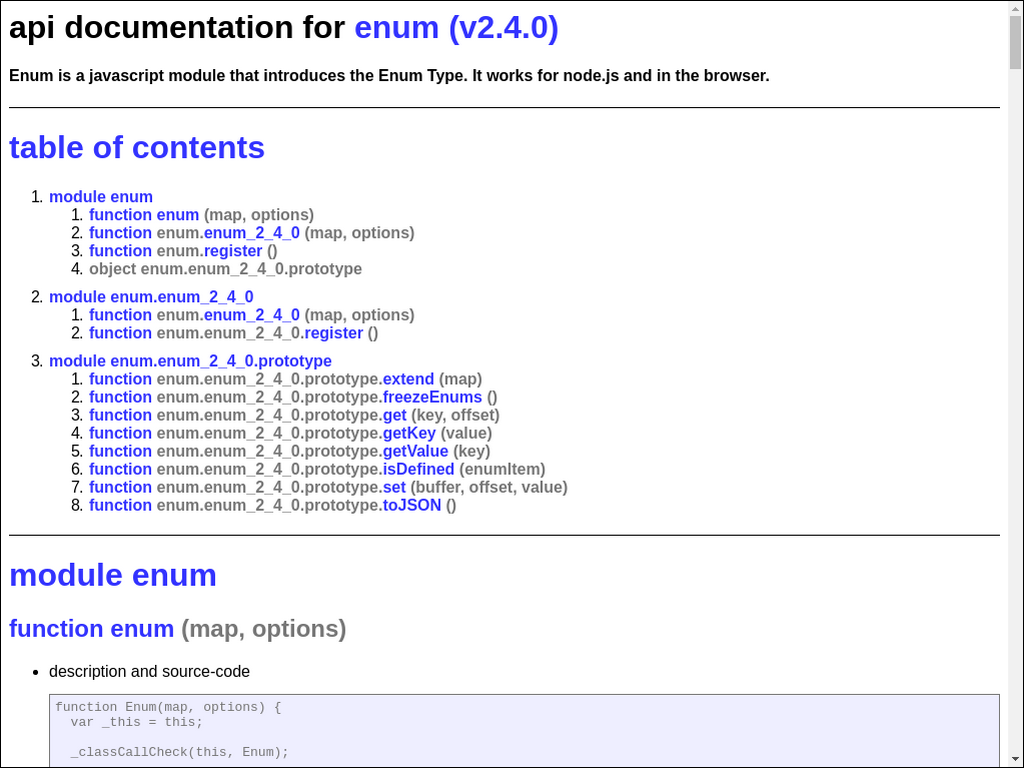 api documentation for enum (v2.4.0)
Enum is a javascript module that introduces the Enum Type. It works for node.js and in the browser.
table of contents
1. module enum
1. function enum (map, options)
2. function enum.enum_2_4_0 (map, options)
3. function enum.register ()
4. object enum.enum_2_4_0.prototype
2. module enum.enum_2_4_0
1. function enum.enum_2_4_0 (map, options)
2. function enum.enum_2_4_0.register ()
3. module enum.enum_2_4_0.prototype
1. function enum.enum_2_4_0.prototype.extend (map)
2. function enum.enum_2_4_0.prototype.freezeEnums ()
3. function enum.enum_2_4_0.prototype.get (key, offset)
4. function enum.enum_2_4_0.prototype.getKey (value)
5. function enum.enum_2_4_0.prototype.getValue (key)
6. function enum.enum_2_4_0.prototype.isDefined (enumItem)
7. function enum.enum_2_4_0.prototype.set (buffer, offset, value)
8. function enum.enum_2_4_0.prototype.toJSON ()
module enum
function enum (map, options)
• description and source-code
function Enum(map, options) {
var _this = this;
_classCallCheck(this, Enum);